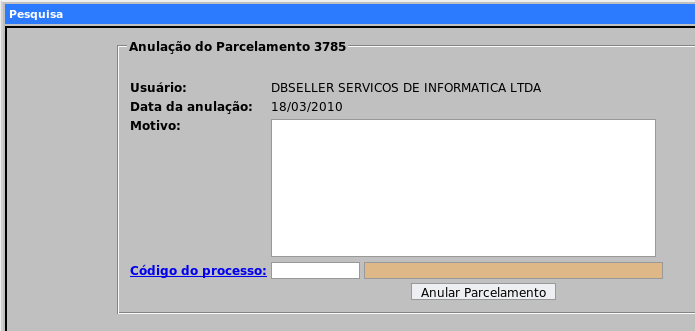 Pesquisa
Anulação do Parcelamento 3785
Usuário: DBSELLER SERVICOS DE INFORMATICA LTDA
Data da anulação: 18/03/2010
Motivo:
Código do processo:
Anular Parcelamento